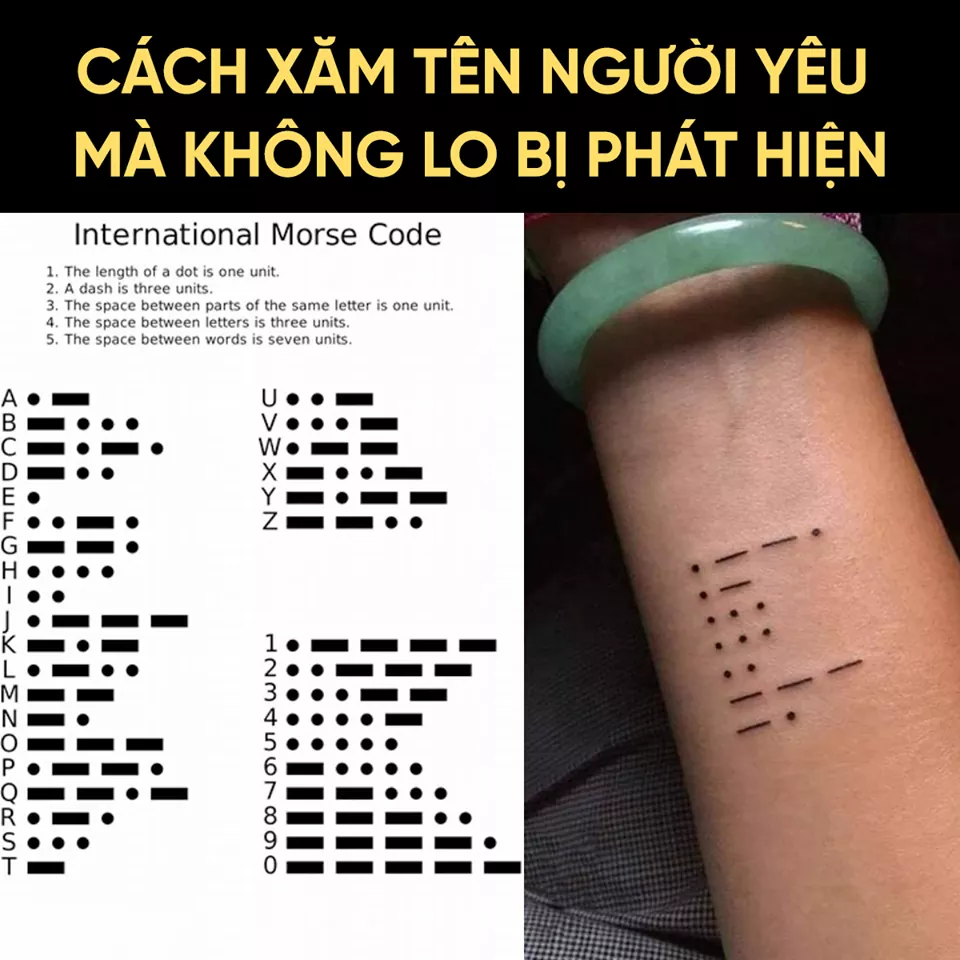 CÁCH XĂM TÊN NGƯỜI YÊU
MÀ KHÔNG LO BỊ PHÁT HIỆN
International Morse Code
1. The length of a dot is one unit.
2. A dash is three units.
3. The space between parts of the same letter is one unit.
4. The space between letters is three units.
5. The space between words is seven units.
A • —
B — • • •
C — • — •
D — • •
E •
F • • — •
G — — •
H • • • •
I • •
J • — — —
K — • —
L • — • •
M — —
N — •
O — — —
P • — — •
Q — — • —
R • — •
S • • •
T —
U • • —
V • • • —
W • — —
X — • • —
Y — • — —
Z — — • •
1 • — — — —
2 • • — — —
3 • • • — —
4 • • • • —
5 • • • • •
6 — • • • •
7 — — • • •
8 — — — • •
9 — — — — •
0 — — — — —
• — — •
• —
• • •
• • •
• •
— — —
— •